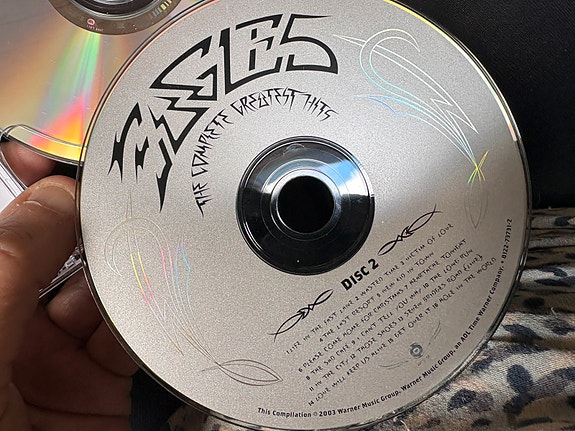 EAGLES
THE COMPLETE GREATEST HITS
DISC 2
1 LIFE IN THE FAST LANE 2 WASTED TIME 3 VICTIM OF LOVE
4 THE LAST RESORT 5 NEW KID IN TOWN
6 PLEASE COME HOME FOR CHRISTMAS 7 HEARTACHE TONIGHT
8 THE SAD CAFE 9 I CAN'T TELL YOU WHY 10 THE LONG RUN
11 IN THE CITY 12 THOSE SHOES 13 SEVEN BRIDGES ROAD (LIVE)
14 LOVE WILL KEEP US ALIVE 15 GET OVER IT 16 HOLE IN THE WORLD
This Compilation ℗ 2003 Warner Music Group. Warner Music Group, an AOL Time Warner Company. • 8122-73731-2